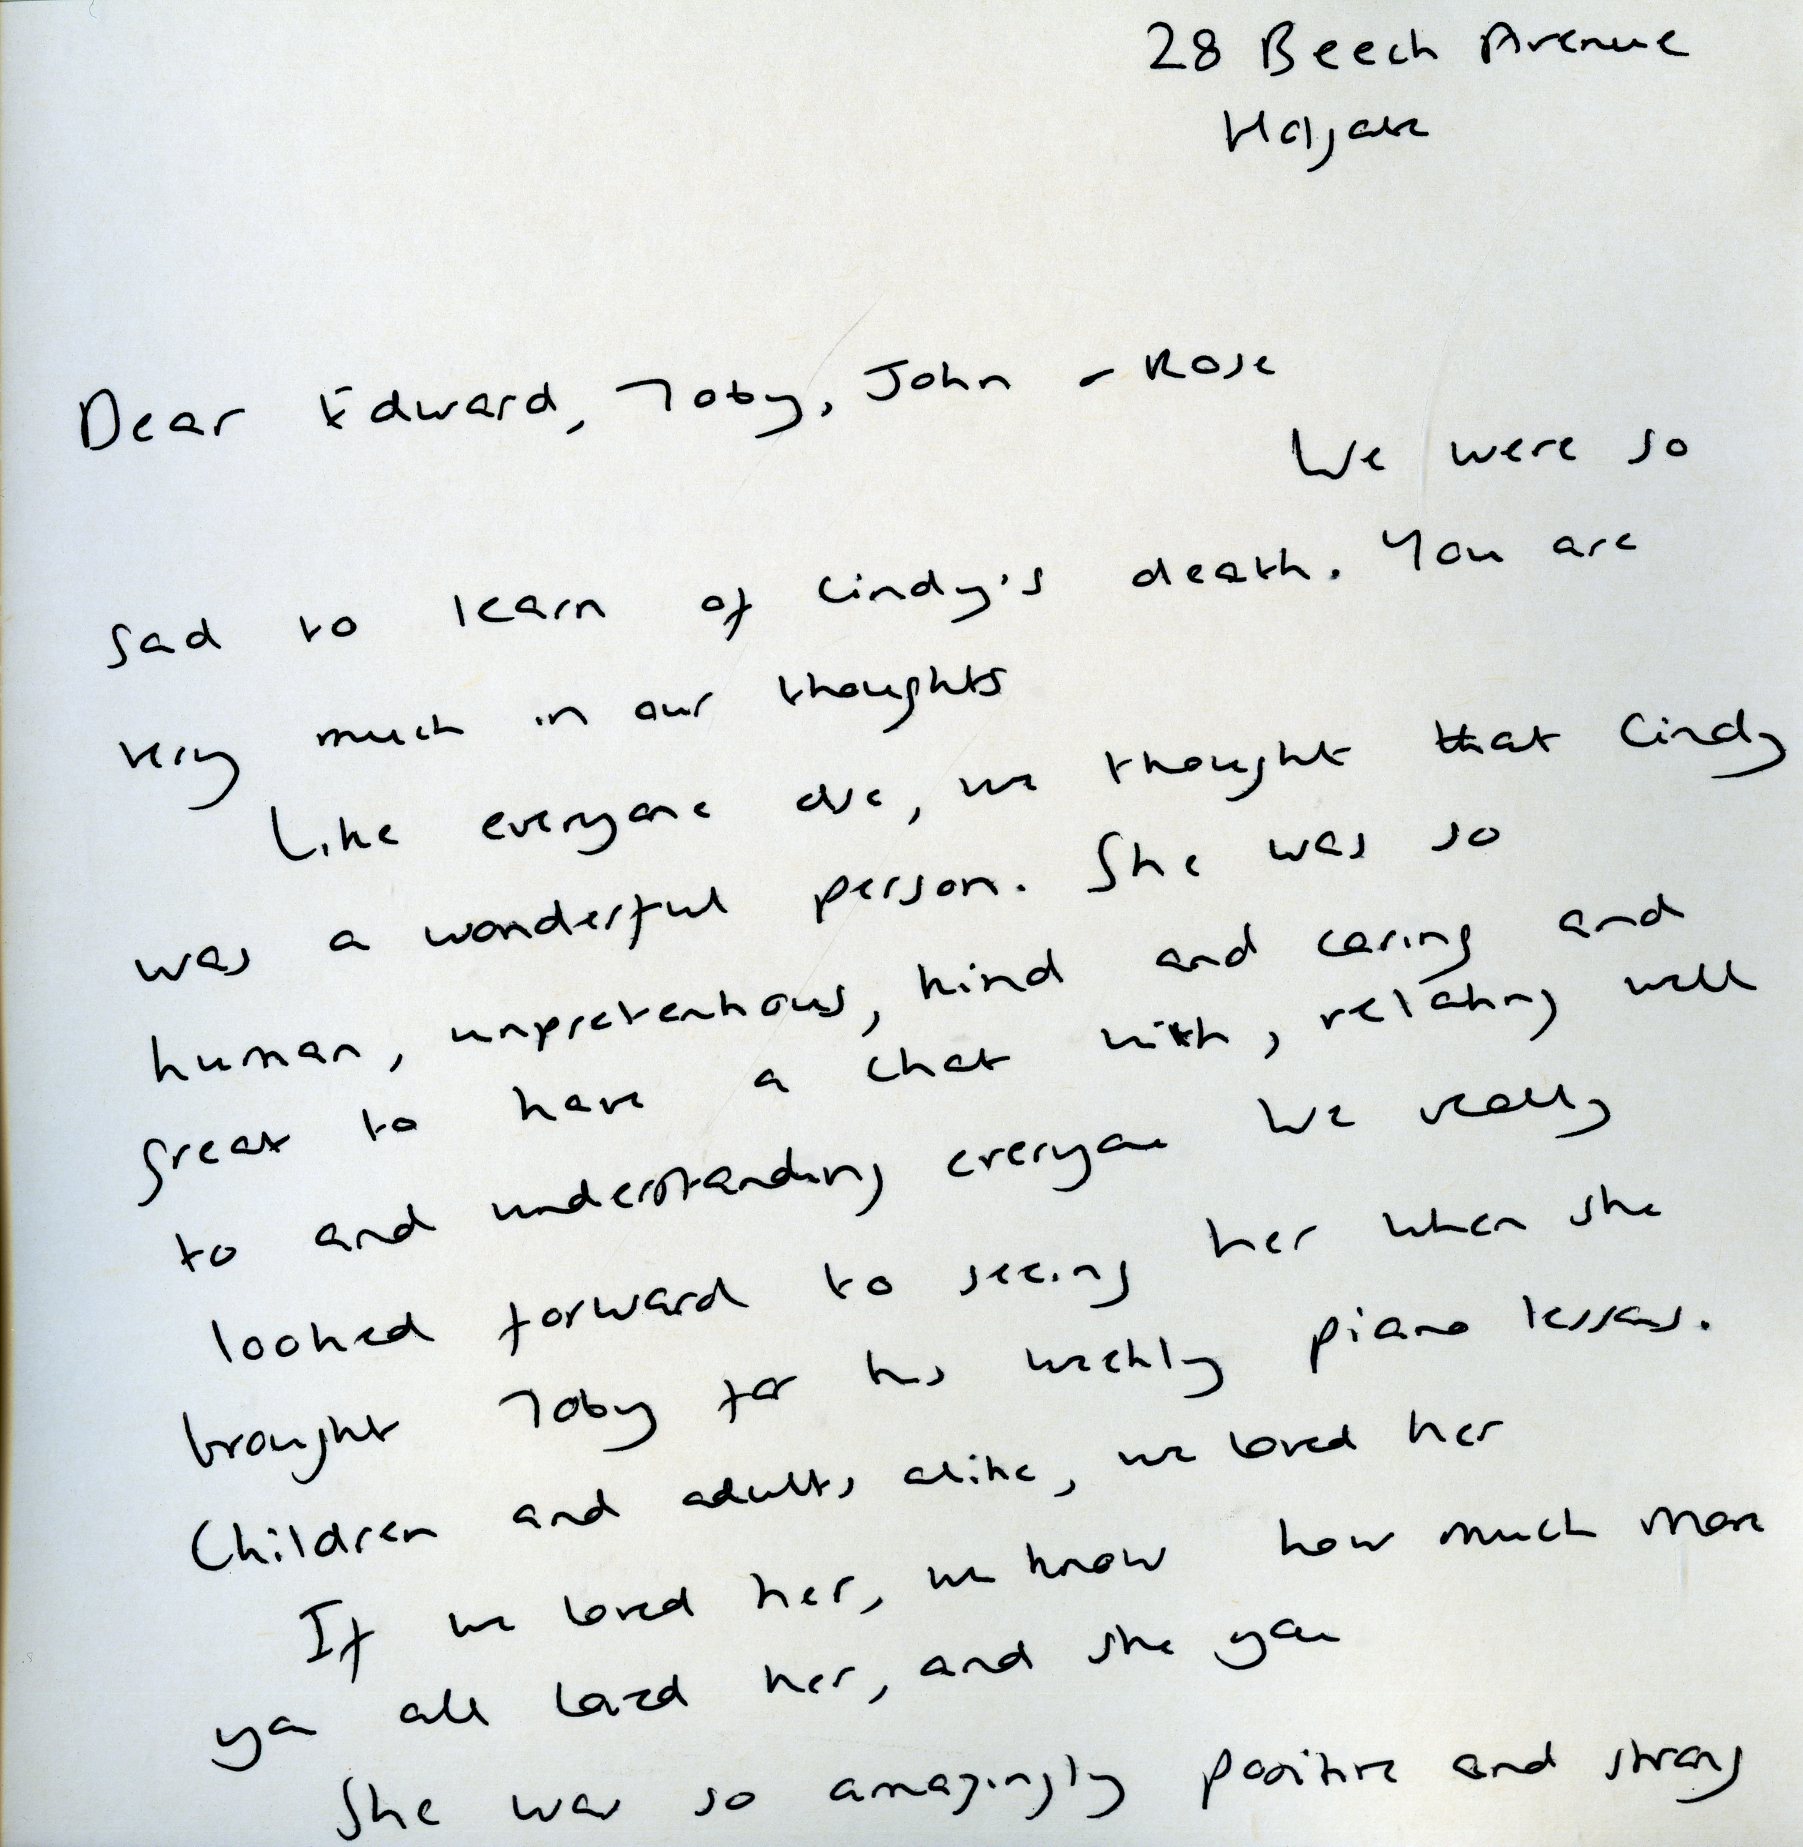 28 Beech Avenue
Dear Edward, Toby, John & Rose
We were so
sad to learn of Cindy's death. You are
very much in our thoughts
Like everyone else, we thought that Cindy
was a wonderful person. She was so
human, unpretentious, kind and caring and
great to have a chat with, relating well
to and understanding everyone We really
looked forward to seeing her when she
brought Toby for his weekly piano lessons.
Children and adults alike, we loved her
If we loved her, we know how much more
you all loved her, and she you
She was so amazingly positive and strong